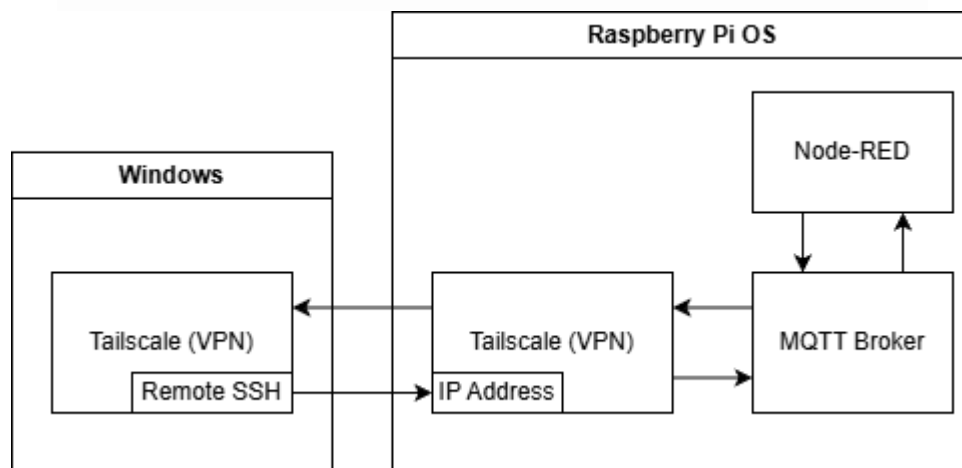 Raspberry Pi OS
Node-RED
Windows
Tailscale (VPN)
Remote SSH
Tailscale (VPN)
IP Address
MQTT Broker